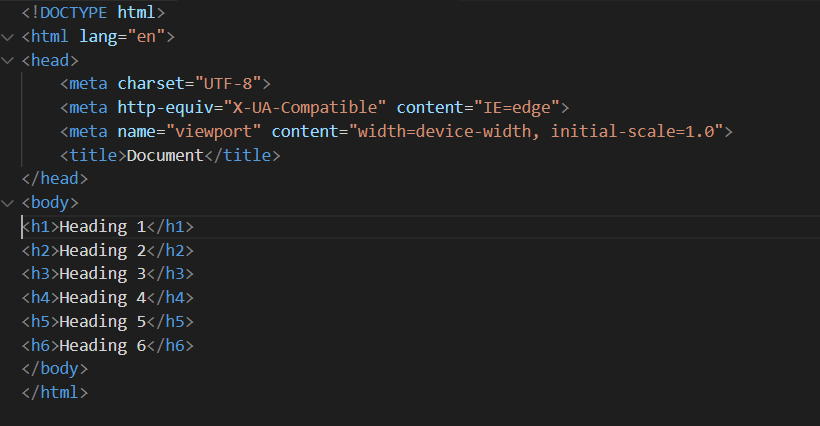 <!DOCTYPE html>
<html lang="en">
<head>
    <meta charset="UTF-8">
    <meta http-equiv="X-UA-Compatible" content="IE=edge">
    <meta name="viewport" content="width=device-width, initial-scale=1.0">
    <title>Document</title>
</head>
<body>
<h1>Heading 1</h1>
<h2>Heading 2</h2>
<h3>Heading 3</h3>
<h4>Heading 4</h4>
<h5>Heading 5</h5>
<h6>Heading 6</h6>
</body>
</html>